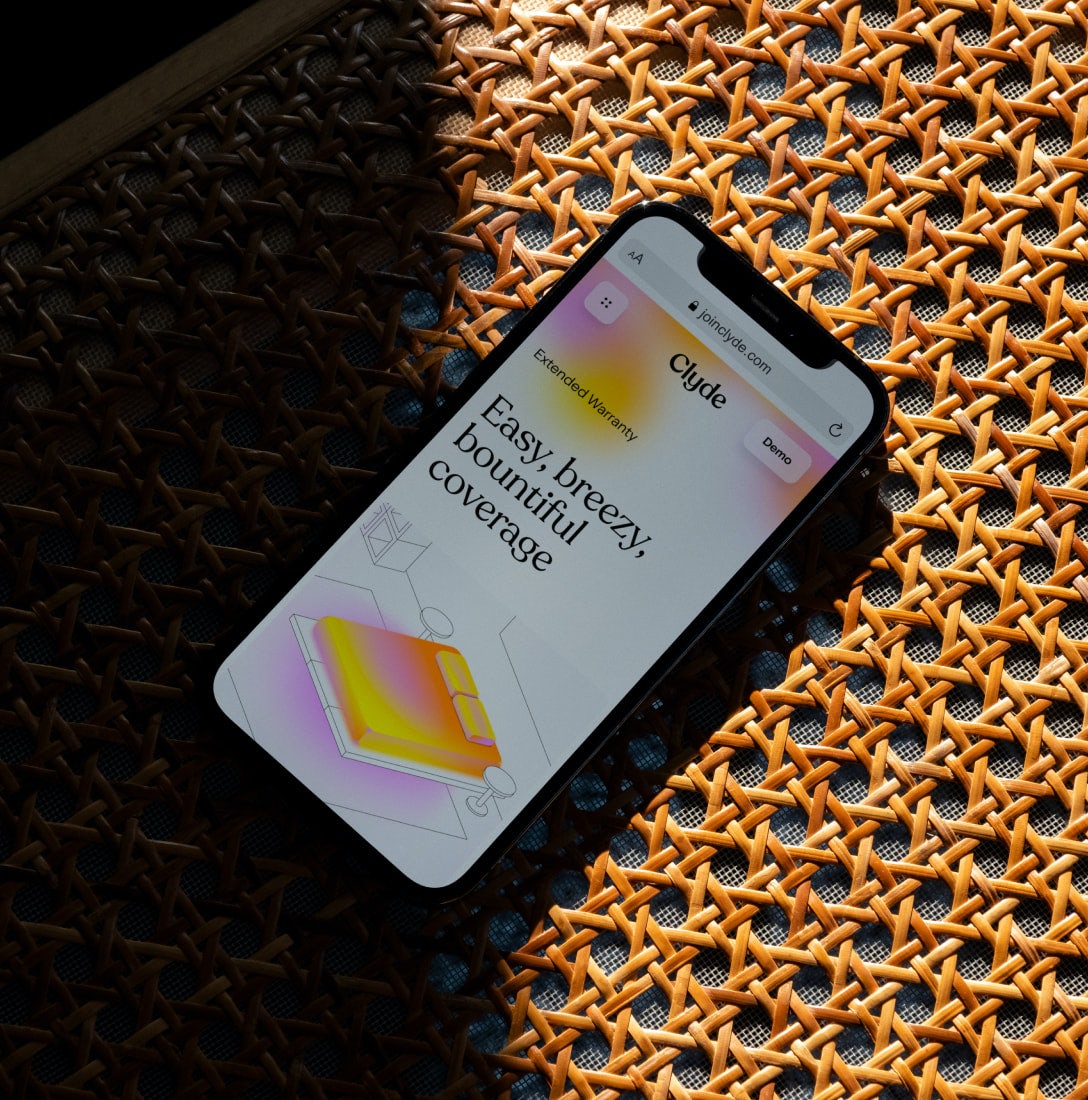 AA
joinclyde.com
Clyde
Demo
Extended Warranty
Easy, breezy,
bountiful
coverage